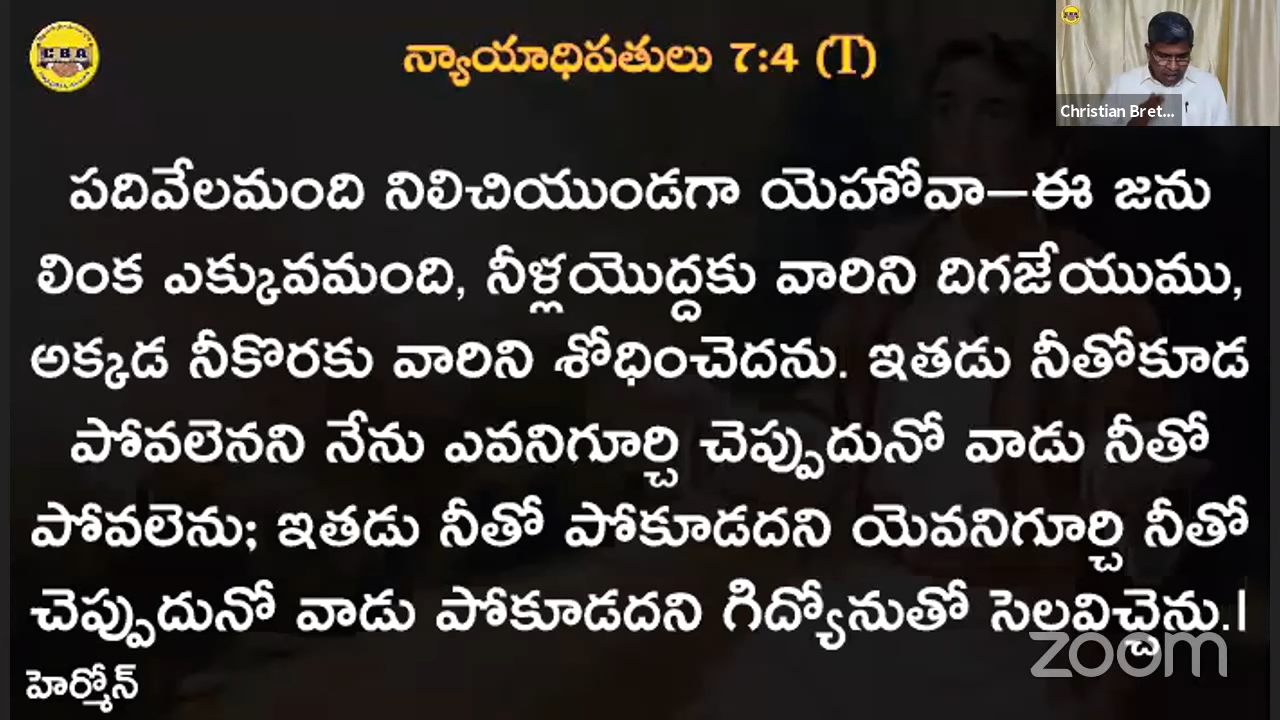 న్యాయాధిపతులు 7:4 (T)
Christian Bret...
CBA
పదివేలమంది నిలిచియుండగా యెహోవా—ఈ జను
లింక ఎక్కువమంది, నీళ్లయొద్దకు వారిని దిగజేయుము,
అక్కడ నీకొరకు వారిని శోధించెదను. ఇతడు నీతోకూడ
పోవలెనని నేను ఎవనిగూర్చి చెప్పుదునో వాడు నీతో
పోవలెను; ఇతడు నీతో పోకూడదని యెవనిగూర్చి నీతో
చెప్పుదునో వాడు పోకూడదని గిద్యోనుతో సెలవిచ్చెను.|
zoom
హెర్మోన్